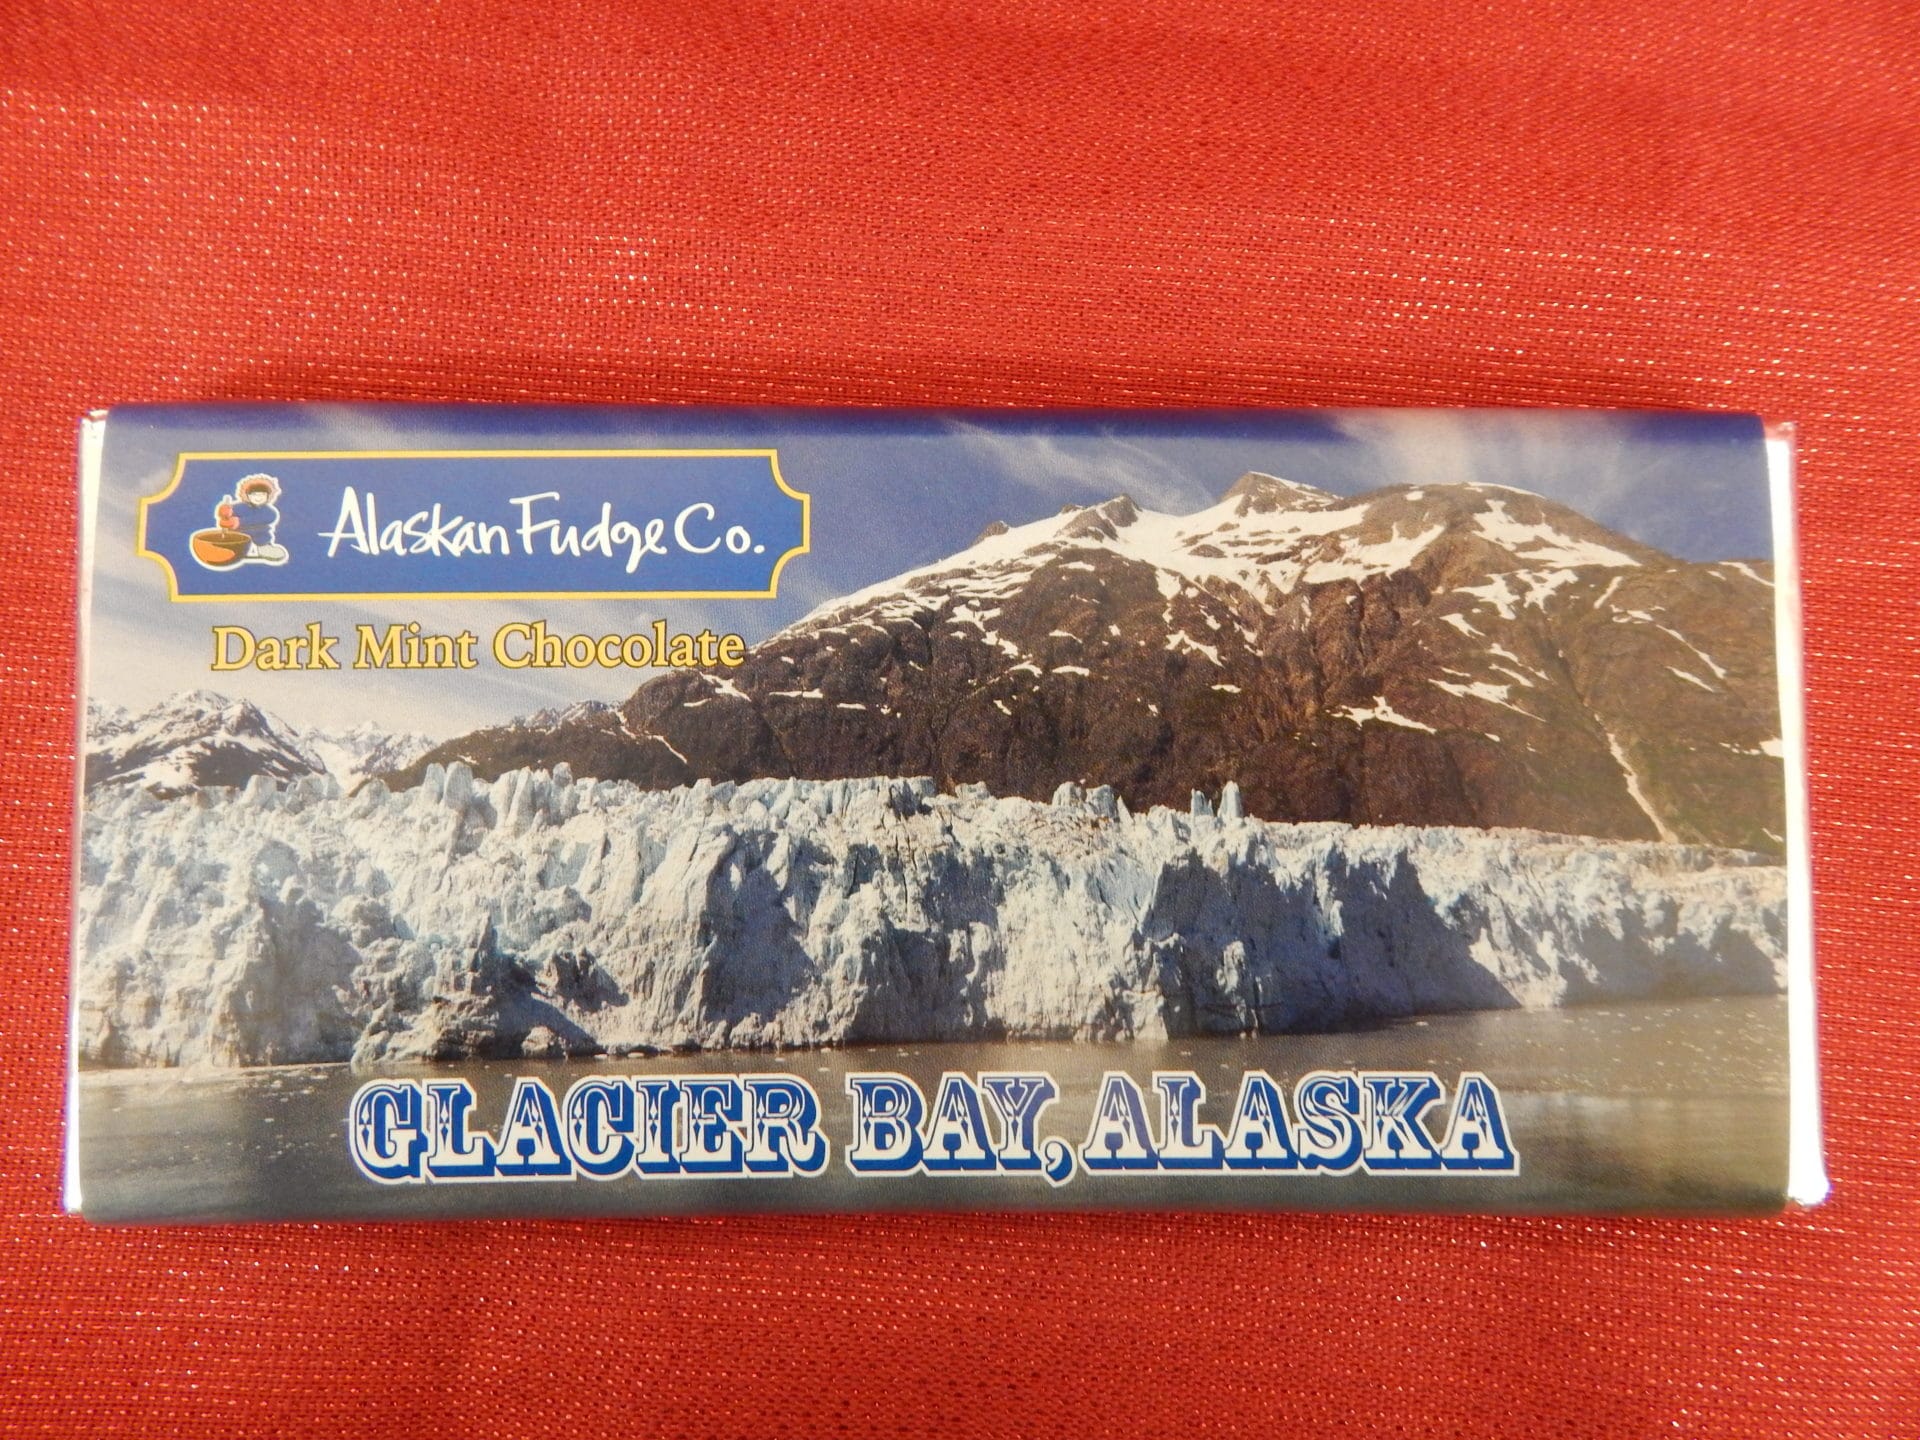 Alaskan Fudge Co.
Dark Mint Chocolate
GLACIER BAY, ALASKA